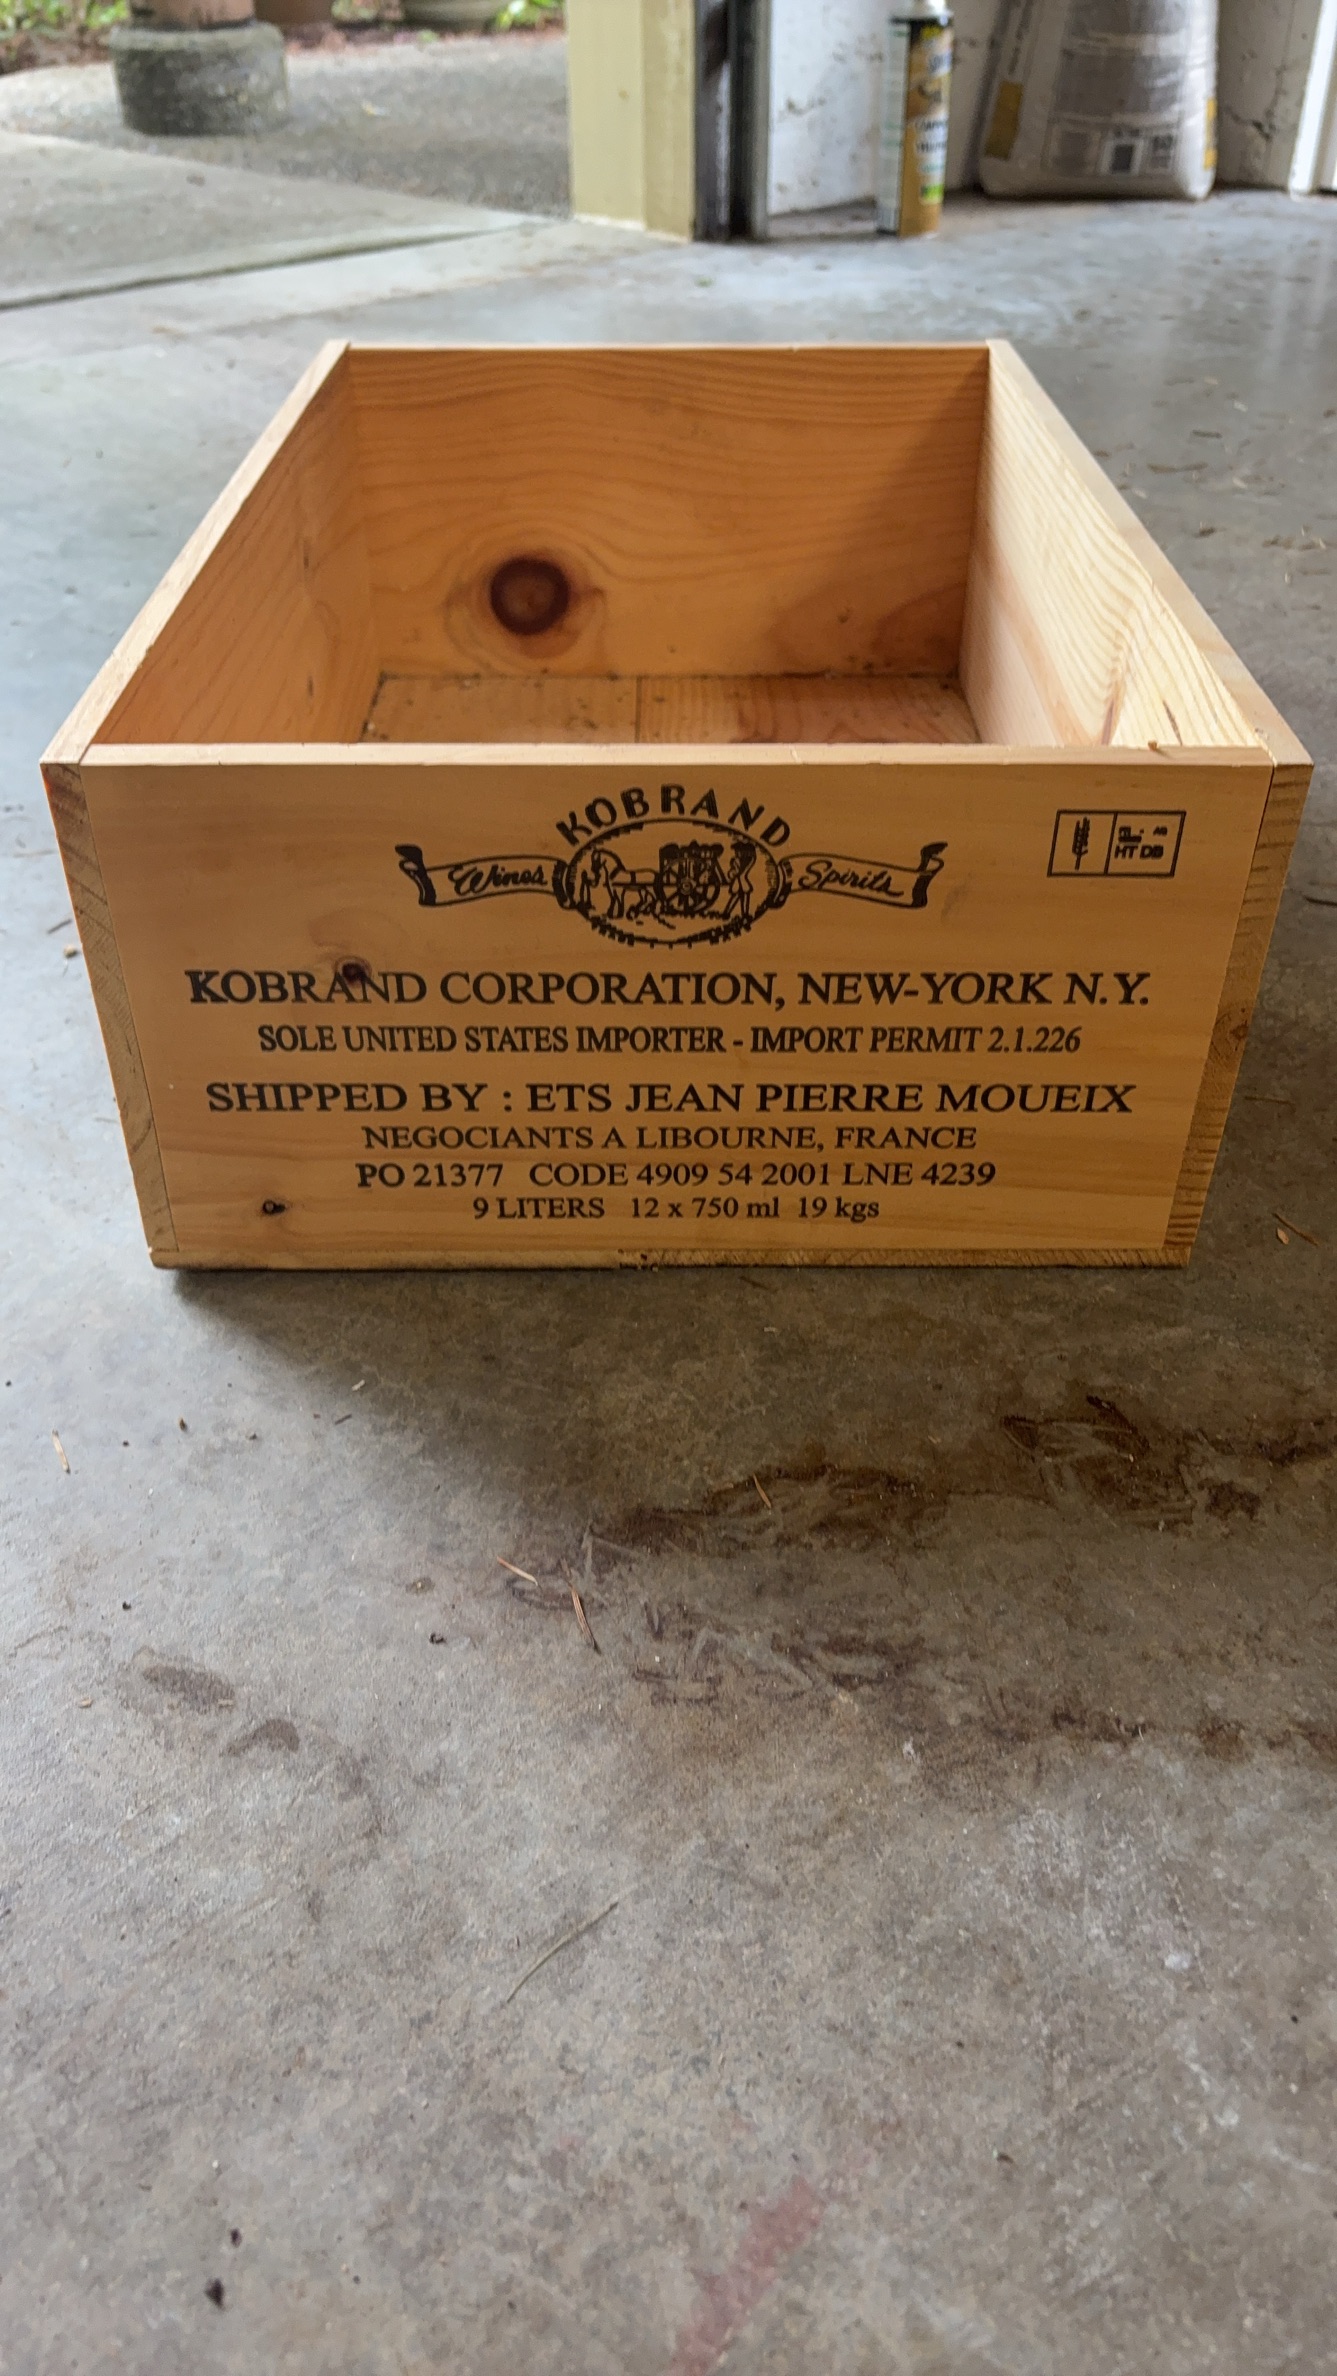 KOBRAND
Wines
Spirits
HT DB
KOBRAND CORPORATION, NEW-YORK N.Y.
SOLE UNITED STATES IMPORTER - IMPORT PERMIT 2.1.226
SHIPPED BY : ETS JEAN PIERRE MOUEIX
NEGOCIANTS A LIBOURNE, FRANCE
PO 21377 CODE 4909 54 2001 LNE 4239
9 LITERS 12 x 750 ml 19 kgs